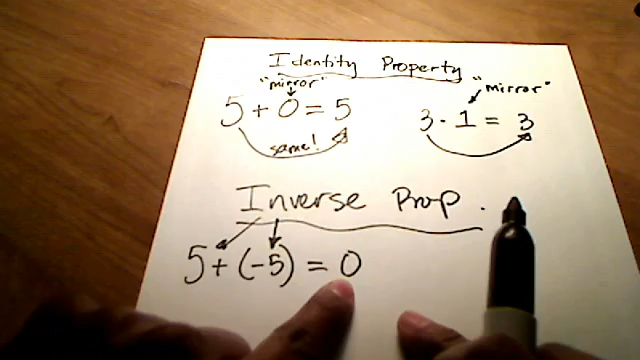 Identity Property
"mirror"
5 + 0 = 5
same!
"mirror"
3 · 1 = 3
Inverse Prop.
5 + (-5) = 0